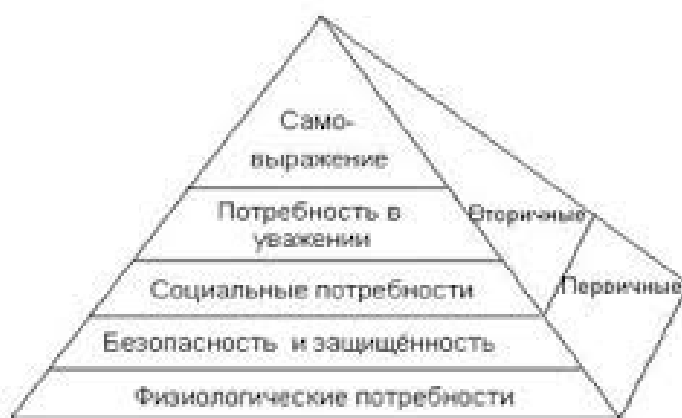 Само-
выражение
Потребность в
уважении
Вторичные
Социальные потребности
Первичные
Безопасность и защищённость
Физиологические потребности